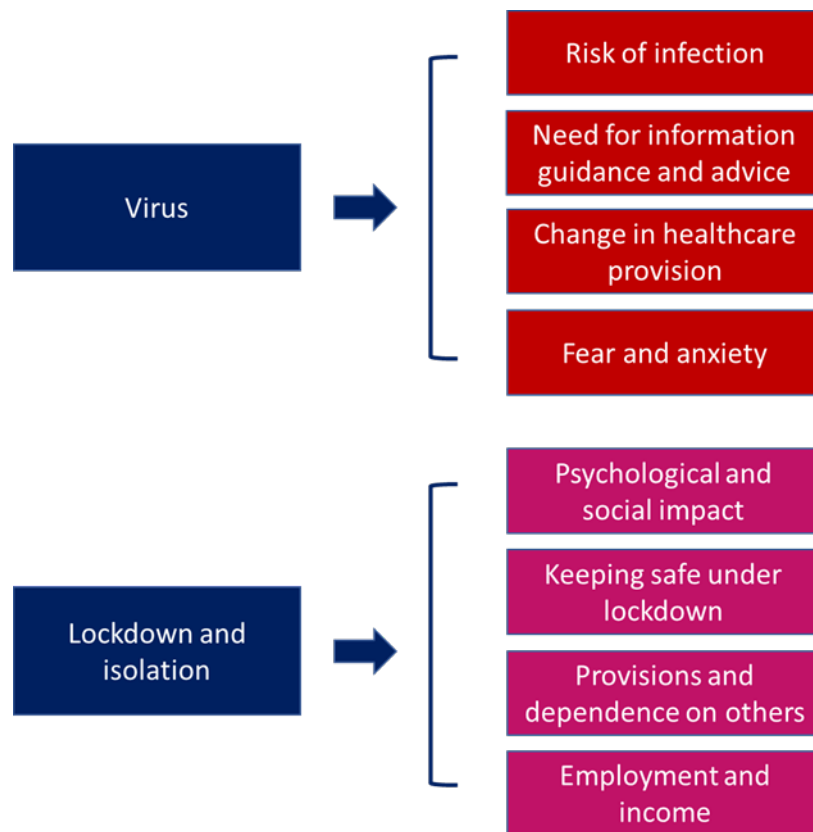 Virus
Risk of infection
Need for information
guidance and advice
Change in healthcare
provision
Fear and anxiety
Lockdown and
isolation
Psychological and
social impact
Keeping safe under
lockdown
Provisions and
dependence on others
Employment and
income